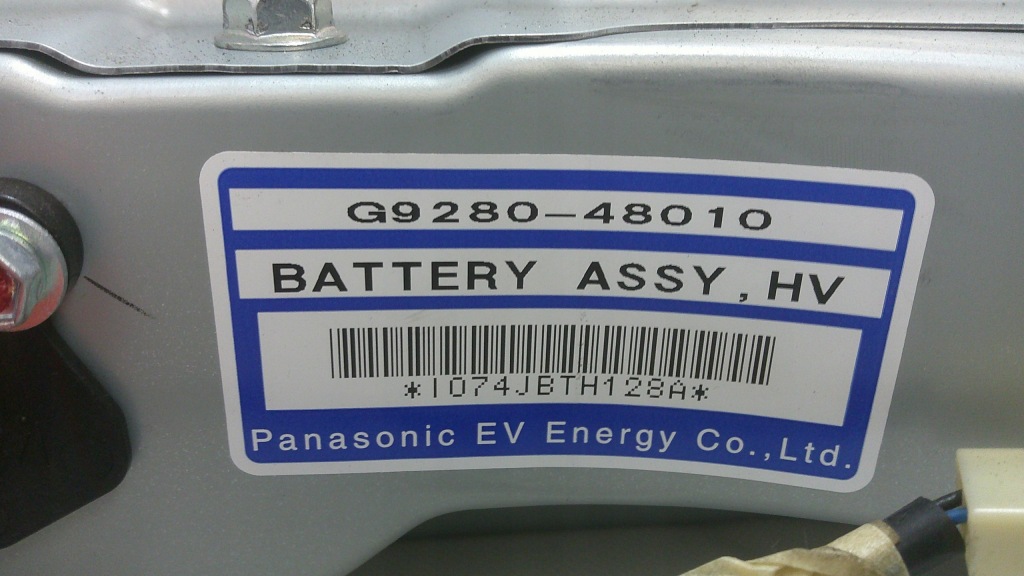 G9280-48010
BATTERY ASSY, HV
*I074JBTH128A*
Panasonic EV Energy Co.,Ltd.